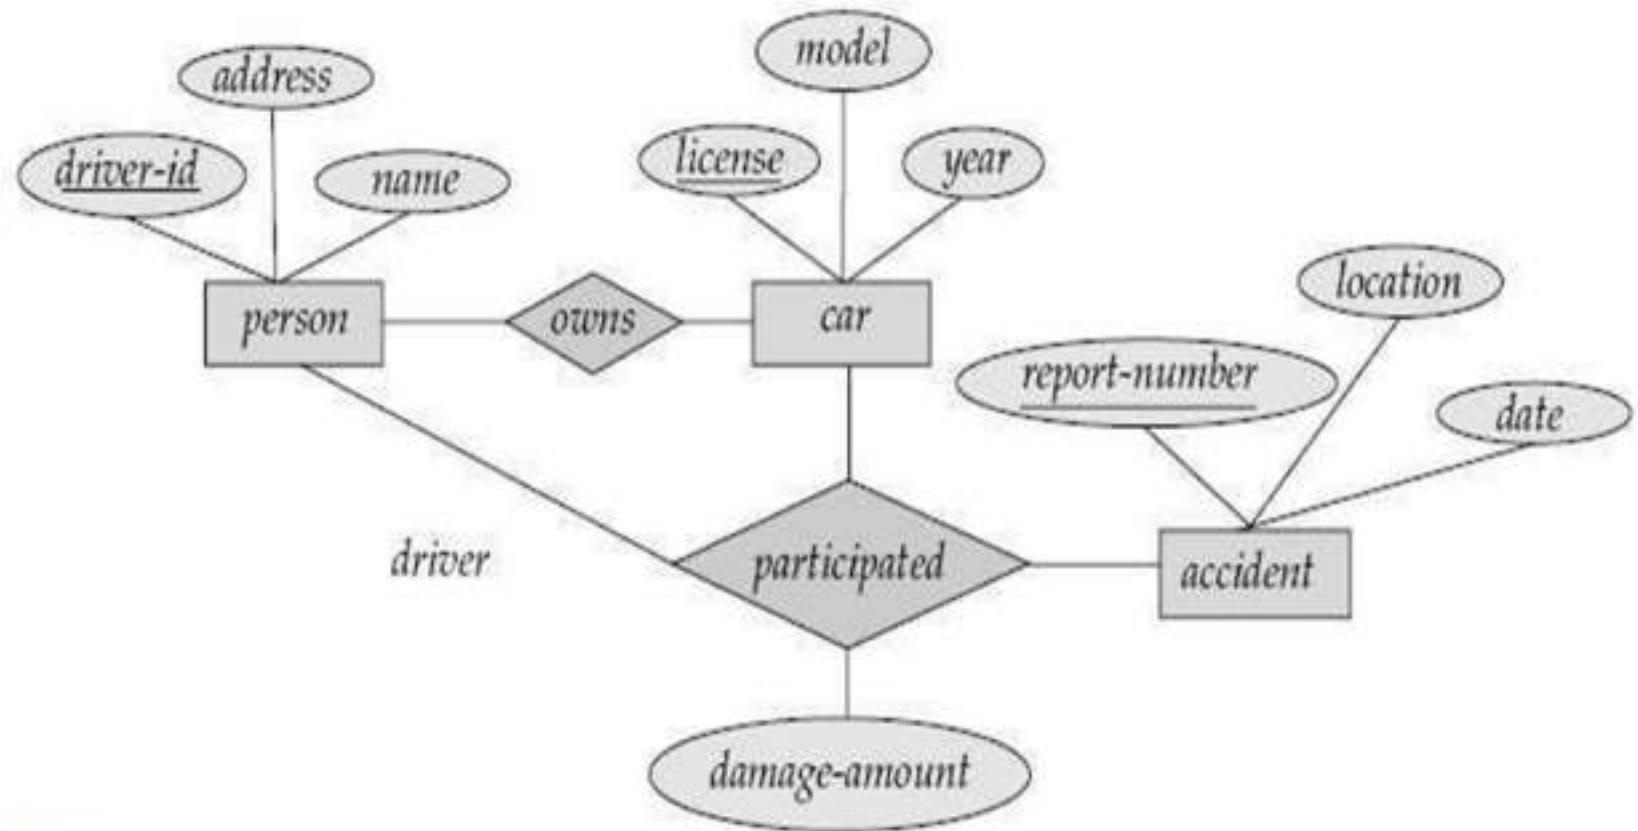 model
address
license
year
driver-id
name
location
person
owns
car
report-number
date
driver
participated
accident
damage-amount